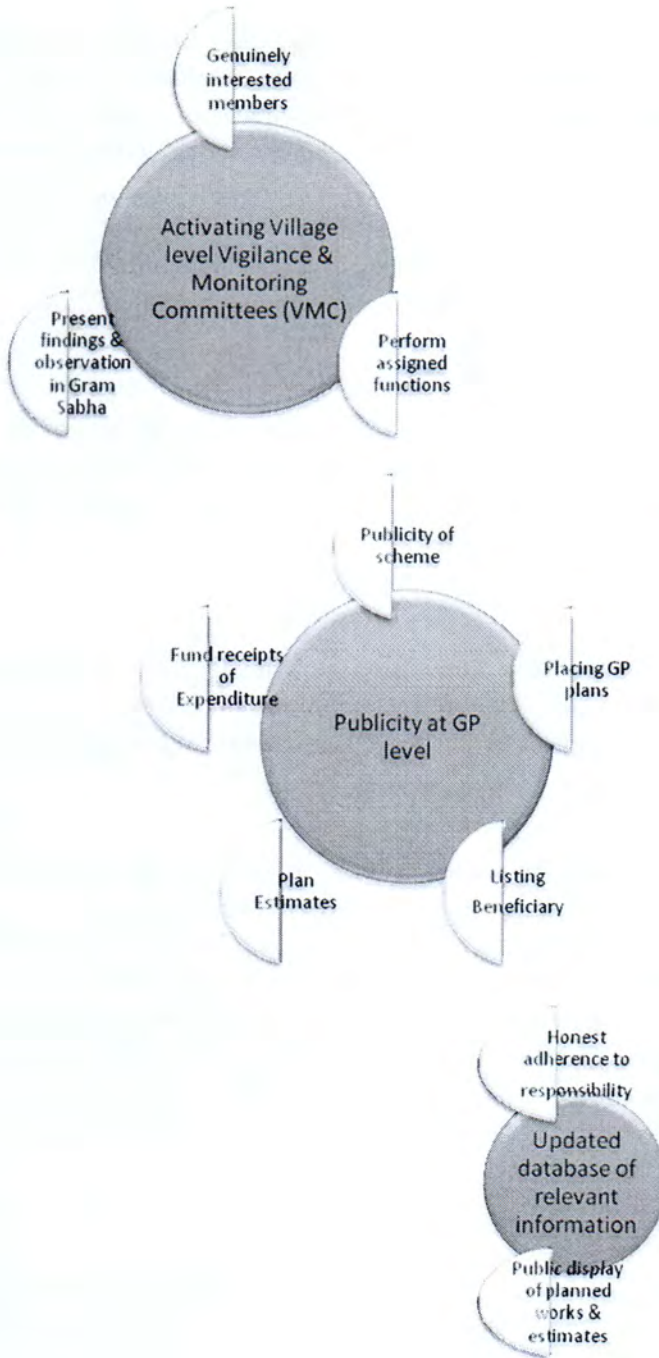 Genuinely
interested
members
Activating Village
level Vigilance &
Monitoring
Committees (VMC)
Present
findings &
observation
in Gram
Sabha
Perform
assigned
functions
Publicity of
scheme
Fund receipts
of
Expenditure
Placing GP
plans
Publicity at GP
level
Plan
Estimates
Listing
Beneficiary
Honest
adherence to
responsibility
Updated
database of
relevant
information
Public display
of planned
works &
estimates